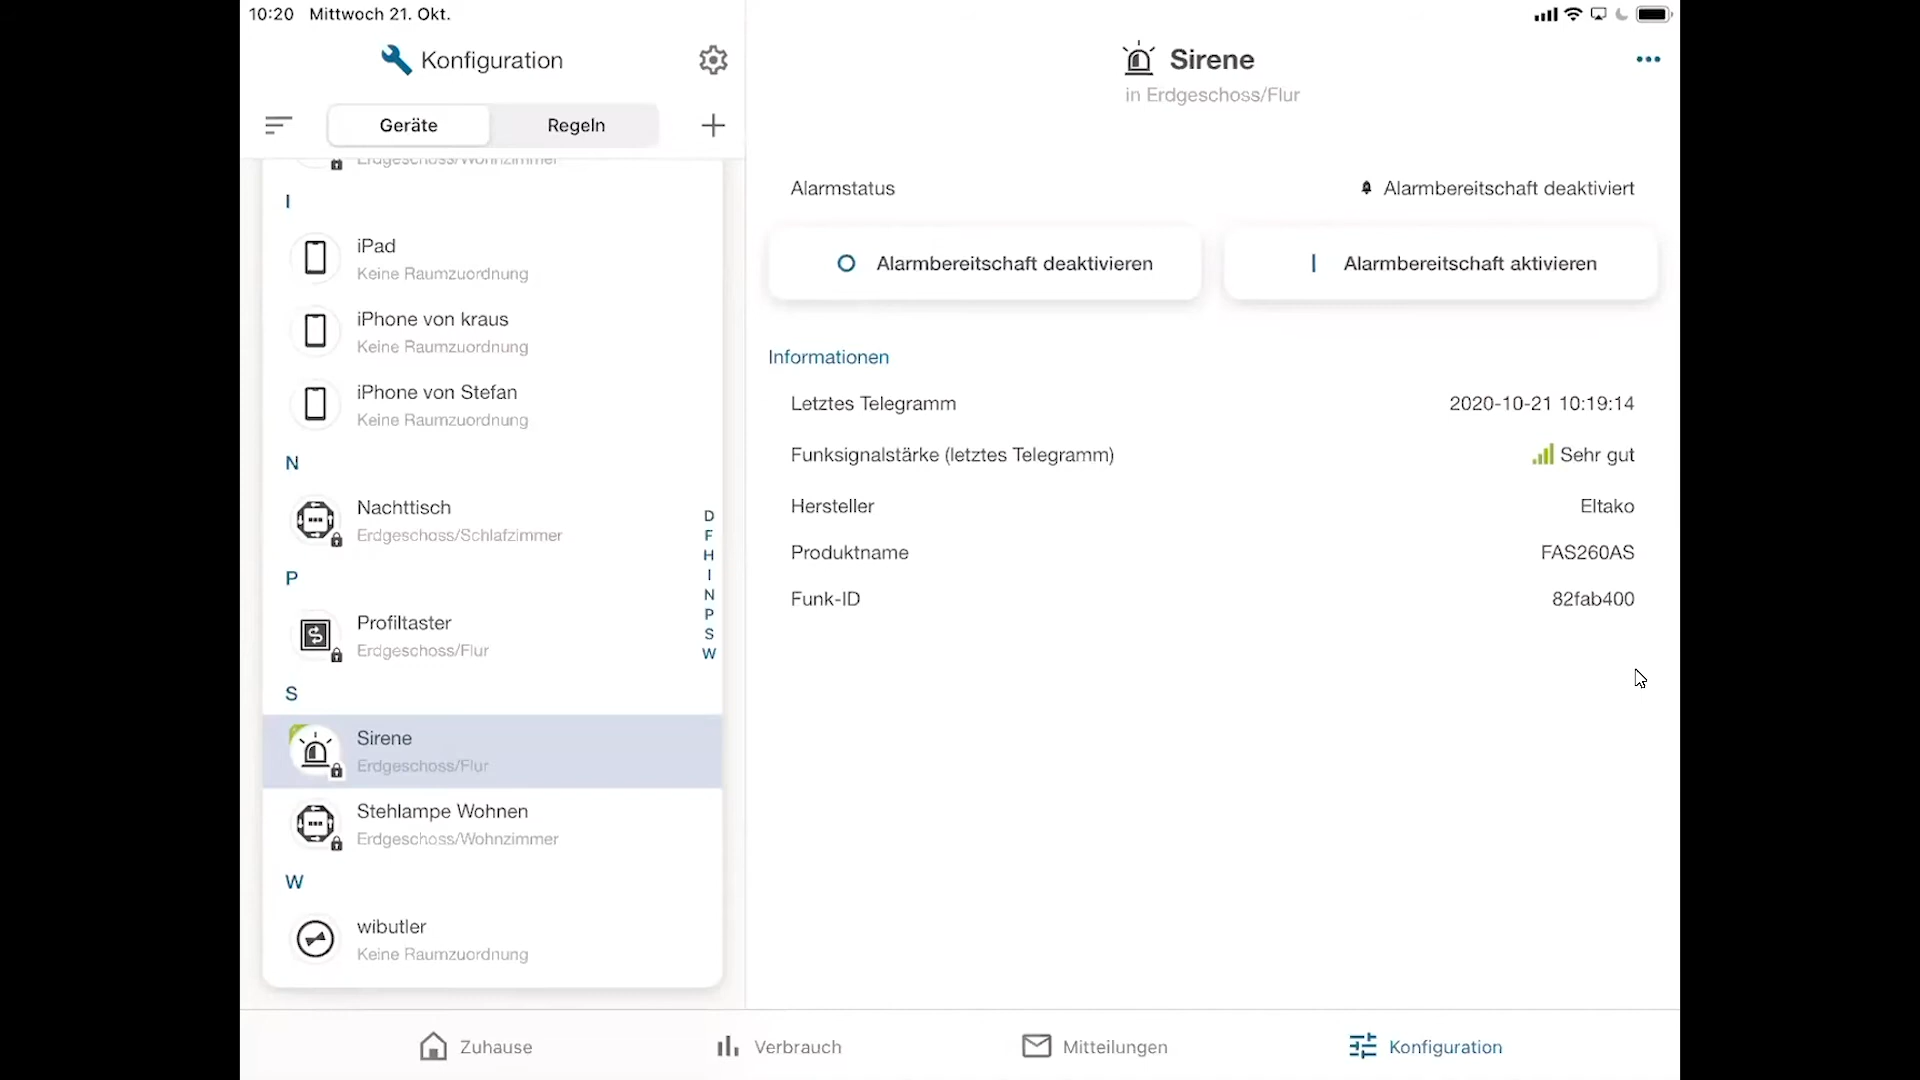 10:20 Mittwoch 21. Okt.
Konfiguration
Geräte
Regeln
Erdgeschoss/Wohnzimmer
I
iPad
Keine Raumzuordnung
iPhone von kraus
Keine Raumzuordnung
iPhone von Stefan
Keine Raumzuordnung
N
Nachttisch
Erdgeschoss/Schlafzimmer
P
Profiltaster
Erdgeschoss/Flur
S
Sirene
Erdgeschoss/Flur
Stehlampe Wohnen
Erdgeschoss/Wohnzimmer
W
wibutler
Keine Raumzuordnung
D
F
H
I
N
P
S
W
Sirene
in Erdgeschoss/Flur
Alarmstatus
Alarmbereitschaft deaktiviert
Alarmbereitschaft deaktivieren
Alarmbereitschaft aktivieren
Informationen
Letztes Telegramm
2020-10-21 10:19:14
Funksignalstärke (letztes Telegramm)
Sehr gut
Hersteller
Eltako
Produktname
FAS260AS
Funk-ID
82fab400
Zuhause
Verbrauch
Mitteilungen
Konfiguration